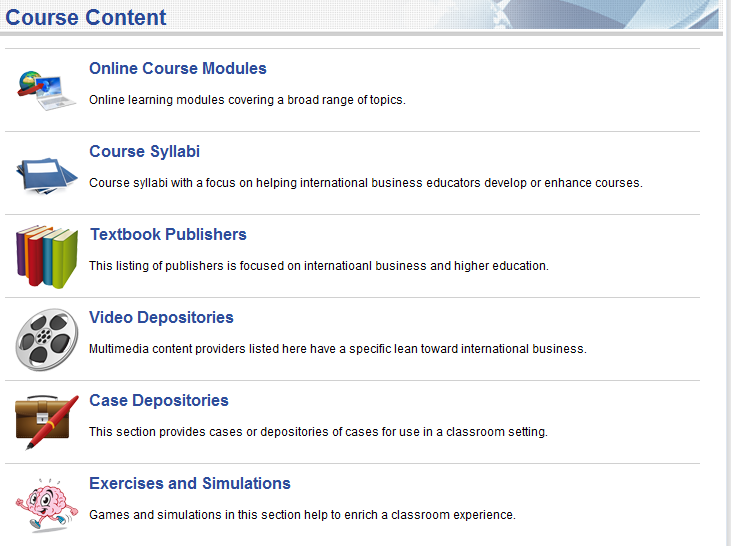 Course Content
Online Course Modules
Online learning modules covering a broad range of topics.
Course Syllabi
Course syllabi with a focus on helping international business educators develop or enhance courses.
Textbook Publishers
This listing of publishers is focused on internatioanl business and higher education.
Video Depositories
Multimedia content providers listed here have a specific lean toward international business.
Case Depositories
This section provides cases or depositories of cases for use in a classroom setting.
Exercises and Simulations
Games and simulations in this section help to enrich a classroom experience.